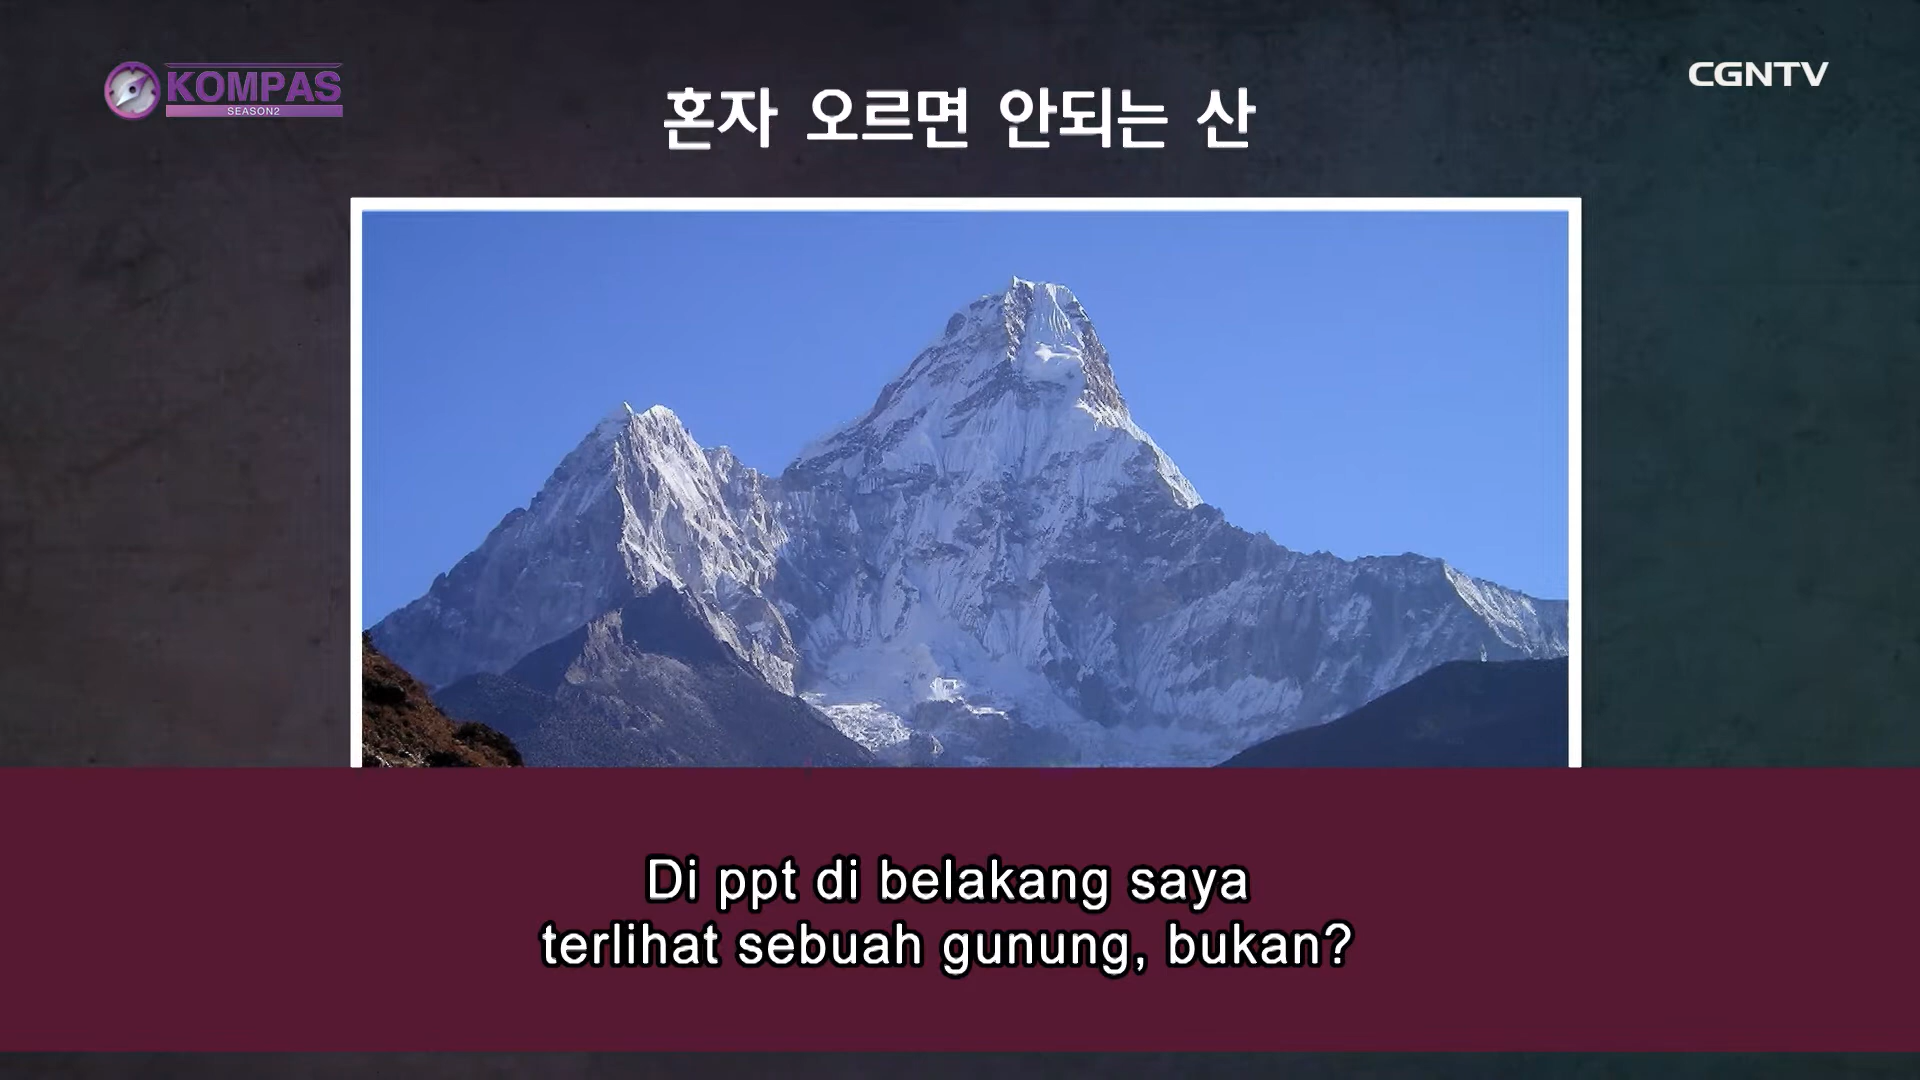 KOMPAS
SEASON2
CGNTV
혼자 오르면 안되는 산
Di ppt di belakang saya
terlihat sebuah gunung, bukan?